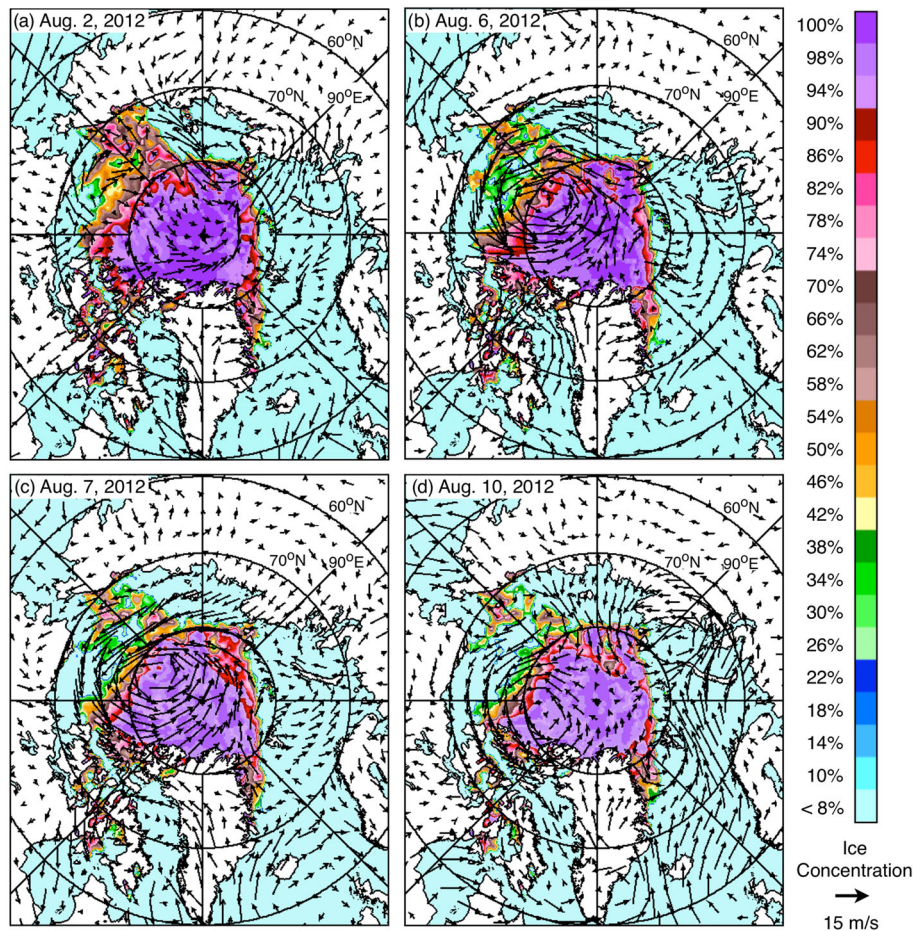 (a) Aug. 2, 2012
60°N
70°N
90°E
(b) Aug. 6, 2012
60°N
70°N
90°E
(c) Aug. 7, 2012
60°N
70°N
90°E
(d) Aug. 10, 2012
60°N
70°N
90°E
100%
98%
94%
90%
86%
82%
78%
74%
70%
66%
62%
58%
54%
50%
46%
42%
38%
34%
30%
26%
22%
18%
14%
10%
< 8%
Ice
Concentration
15 m/s